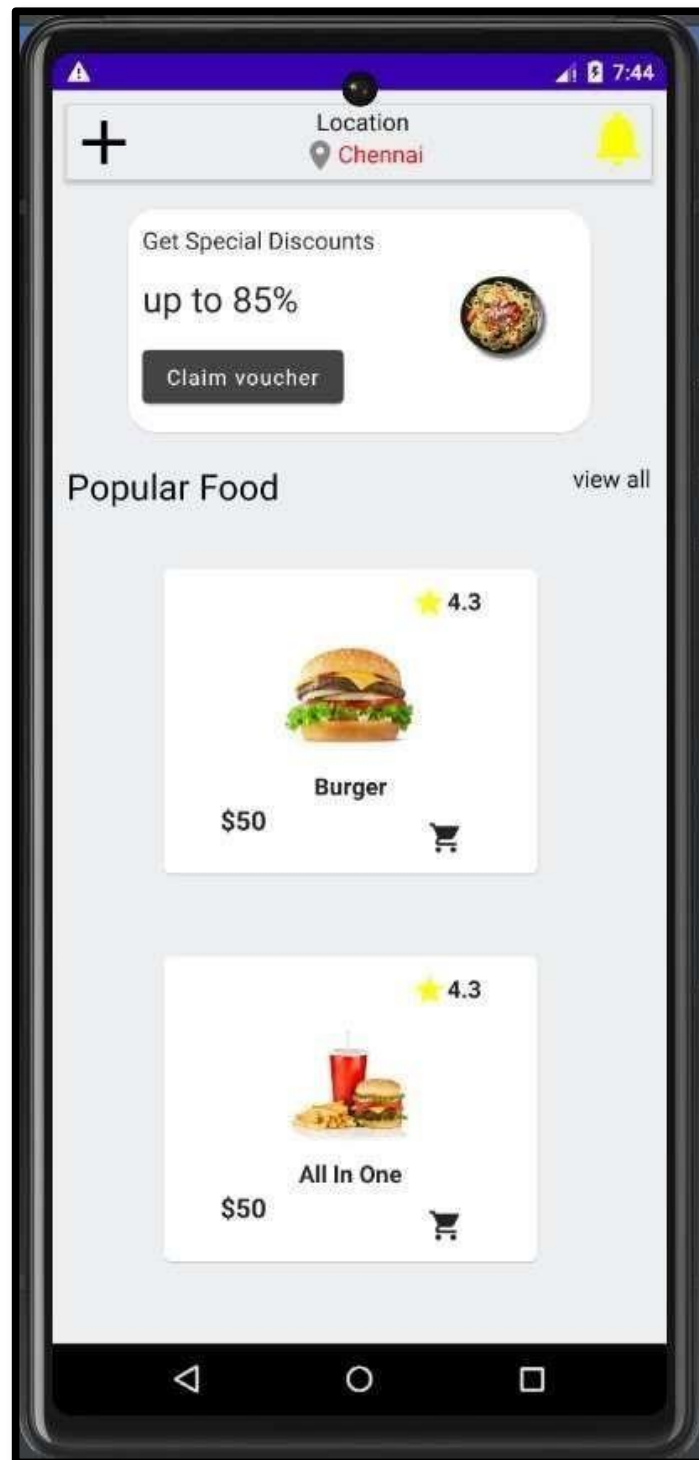 7:44
Location
Chennai
Get Special Discounts
up to 85%
Claim voucher
Popular Food
view all
4.3
Burger
$50
4.3
All In One
$50